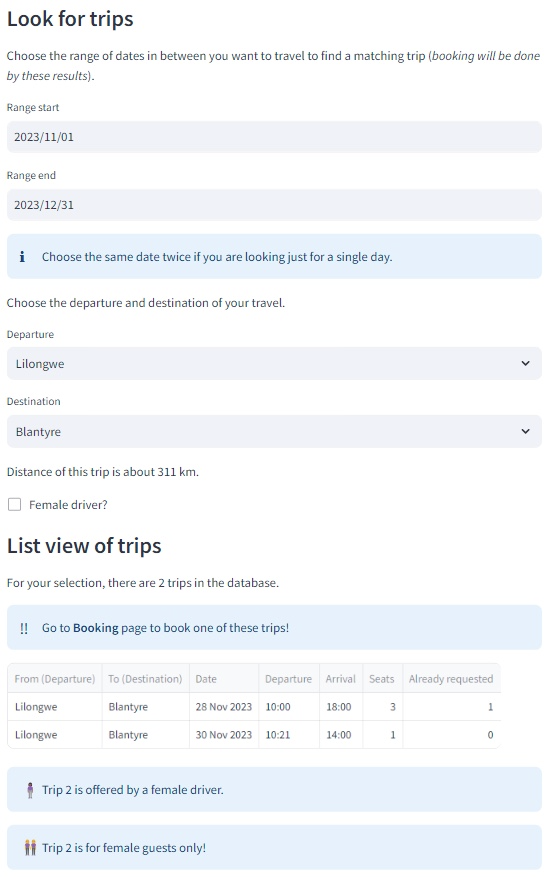 Look for trips
Choose the range of dates in between you want to travel to find a matching trip (booking will be done
by these results).
Range start
2023/11/01
Range end
2023/12/31
Choose the same date twice if you are looking just for a single day.
Choose the departure and destination of your travel.
Departure
Lilongwe
Destination
Blantyre
Distance of this trip is about 311 km.
Female driver?
List view of trips
For your selection, there are 2 trips in the database.
!! Go to Booking page to book one of these trips!
From (Departure) To (Destination) Date Departure Arrival Seats Already requested
Lilongwe Blantyre 28 Nov 2023 10:00 18:00 3 1
Lilongwe Blantyre 30 Nov 2023 10:21 14:00 1 0
Trip 2 is offered by a female driver.
Trip 2 is for female guests only!